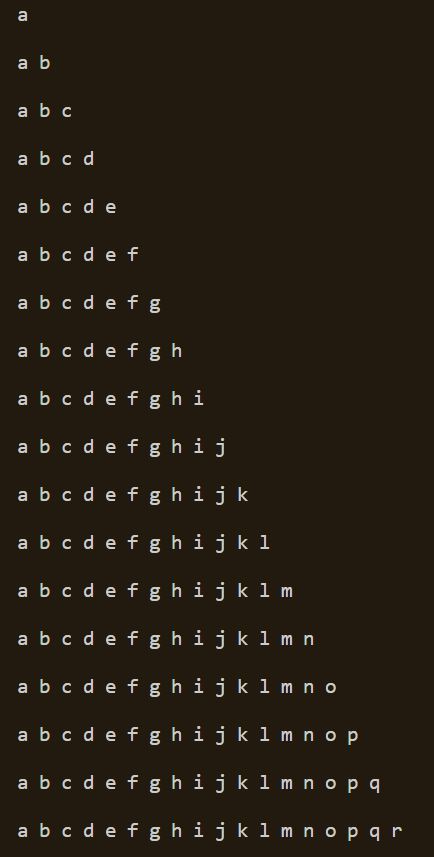 a
a b
a b c
a b c d
a b c d e
a b c d e f
a b c d e f g
a b c d e f g h
a b c d e f g h i
a b c d e f g h i j
a b c d e f g h i j k
a b c d e f g h i j k l
a b c d e f g h i j k l m
a b c d e f g h i j k l m n
a b c d e f g h i j k l m n o
a b c d e f g h i j k l m n o p
a b c d e f g h i j k l m n o p q
a b c d e f g h i j k l m n o p q r